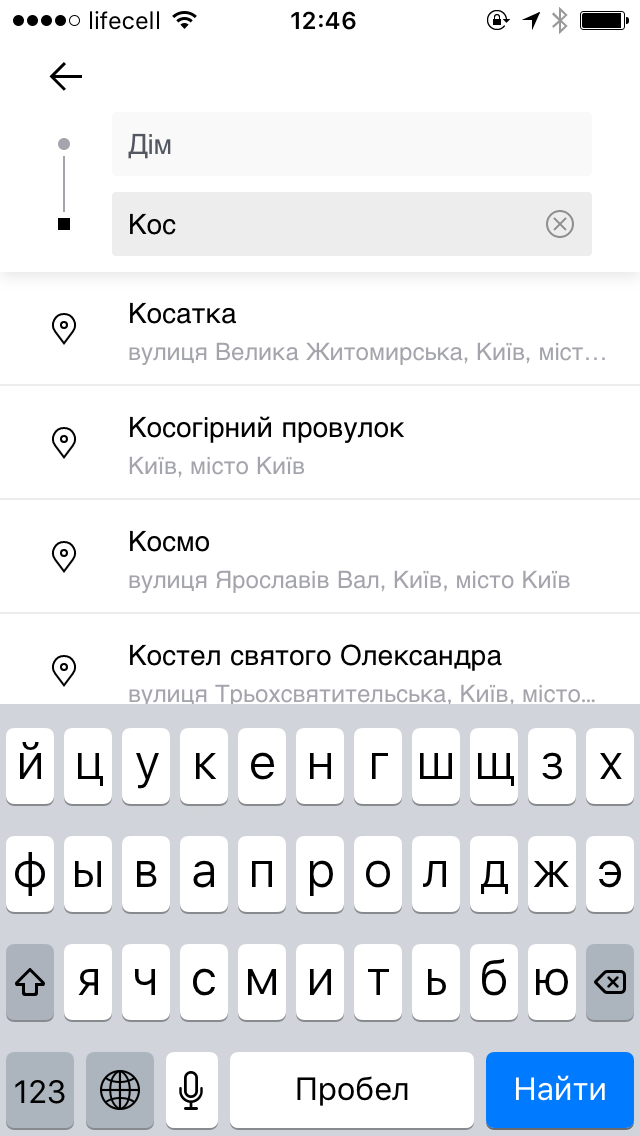 lifecell 12:46
Дім
Кос
Косатка
вулиця Велика Житомирська, Київ, міст…
Косогірний провулок
Київ, місто Київ
Космо
вулиця Ярославів Вал, Київ, місто Київ
Костел святого Олександра
вулиця Трьохсвятительська, Київ, місто…
й ц у к е н г ш щ з х
ф ы в а п р о л д ж э
я ч с м и т ь б ю
123 Пробел Найти